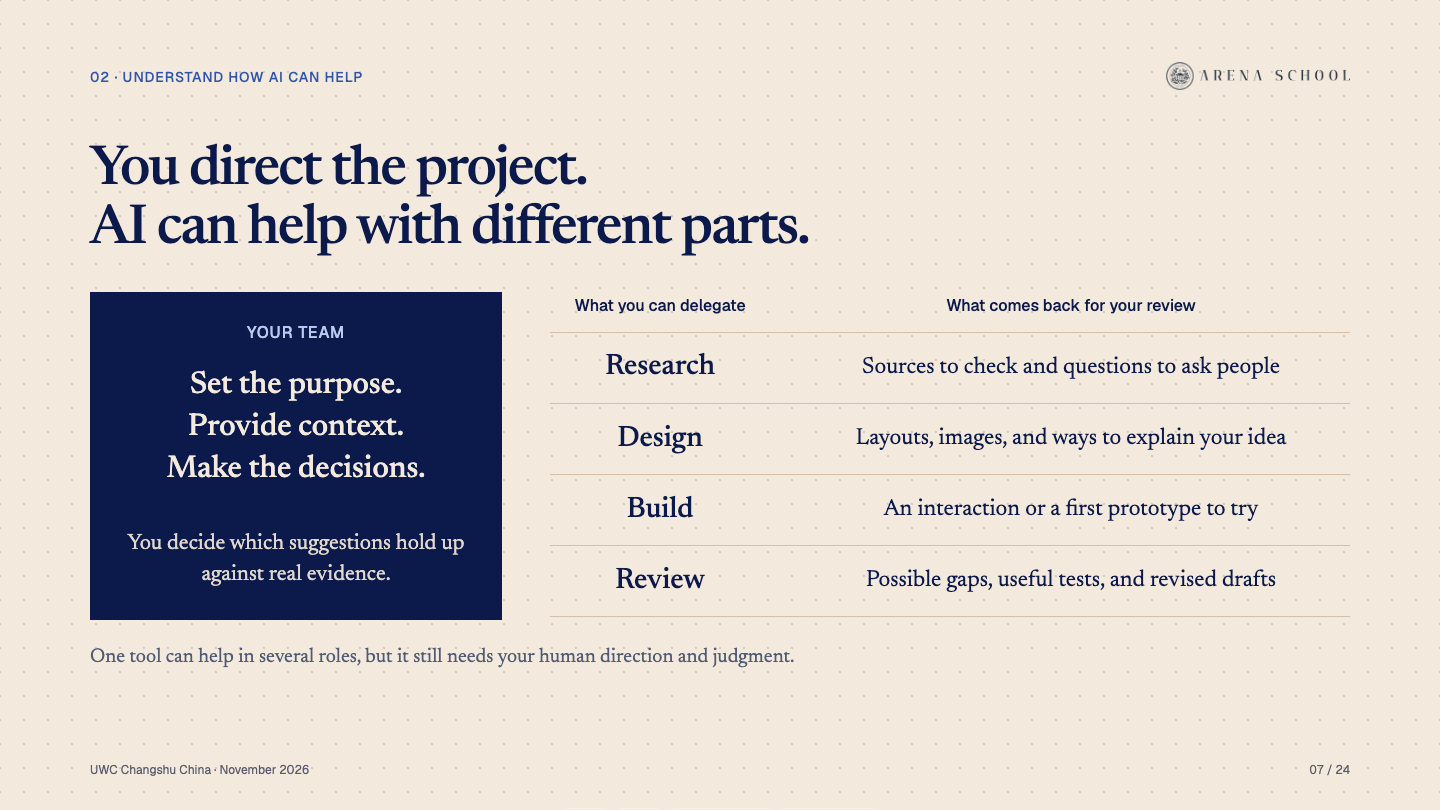 02 · UNDERSTAND HOW AI CAN HELP
ARENA SCHOOL
You direct the project.
AI can help with different parts.
YOUR TEAM
Set the purpose.
Provide context.
Make the decisions.
You decide which suggestions hold up
against real evidence.
What you can delegate
What comes back for your review
Research
Sources to check and questions to ask people
Design
Layouts, images, and ways to explain your idea
Build
An interaction or a first prototype to try
Review
Possible gaps, useful tests, and revised drafts
One tool can help in several roles, but it still needs your human direction and judgment.
UWC Changshu China · November 2026
07 / 24